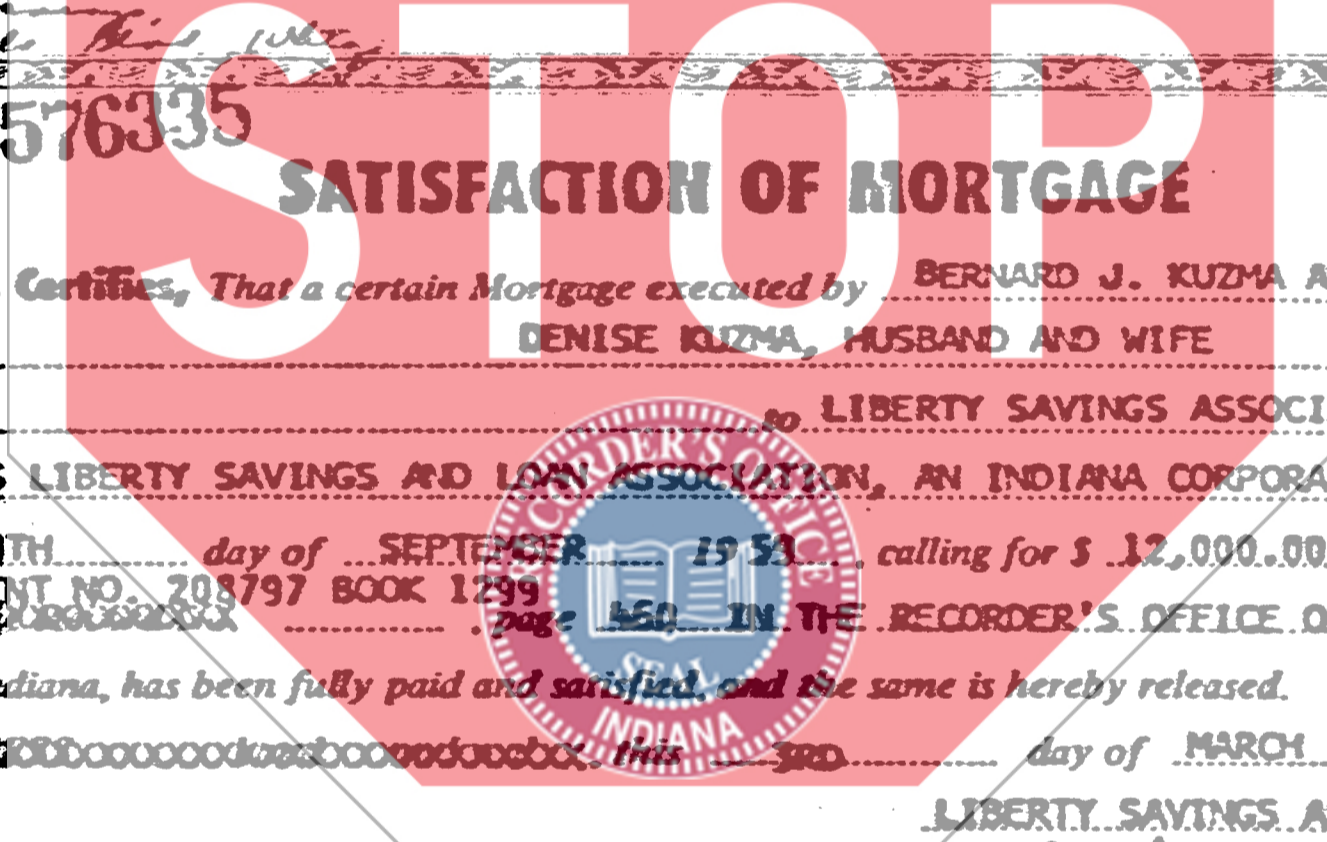 STOP
576335
SATISFACTION OF MORTGAGE
Certifies, That a certain Mortgage executed by BERNARD J. KUZMA A
DENISE KUZMA, HUSBAND AND WIFE
to LIBERTY SAVINGS ASSOCI
LIBERTY SAVINGS AND LOAN ASSOCIATION, AN INDIANA CORPORA
TH day of SEPTEMBER 19 59, calling for $ 12,000.00
NT NO. 208797 BOOK 1299
, page 460 IN THE RECORDER'S OFFICE O
diana, has been fully paid and satisfied, and the same is hereby released.
this 3RD day of MARCH
LIBERTY SAVINGS A
RECORDER'S OFFICE
SEAL
INDIANA